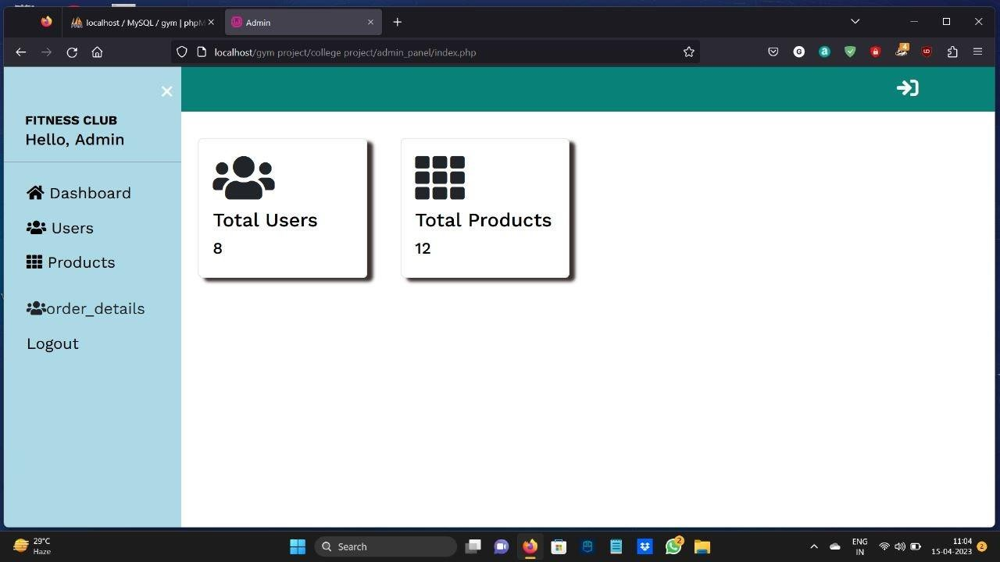 localhost / MySQL / gym | phpM
Admin
localhost/gym project/college project/admin_panel/index.php
G
a
4
UD
FITNESS CLUB
Hello, Admin
Dashboard
Users
Products
order_details
Logout
Total Users
8
Total Products
12
29°C
Haze
Search
2
ENG
IN
11:04
15-04-2023
2